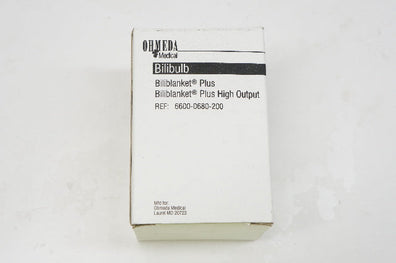 OHMEDA
Medical
Bilibulb
Biliblanket® Plus
Biliblanket® Plus High Output
REF: 6600-0680-200
Mfd for:
Ohmeda Medical
Laurel MD 20723